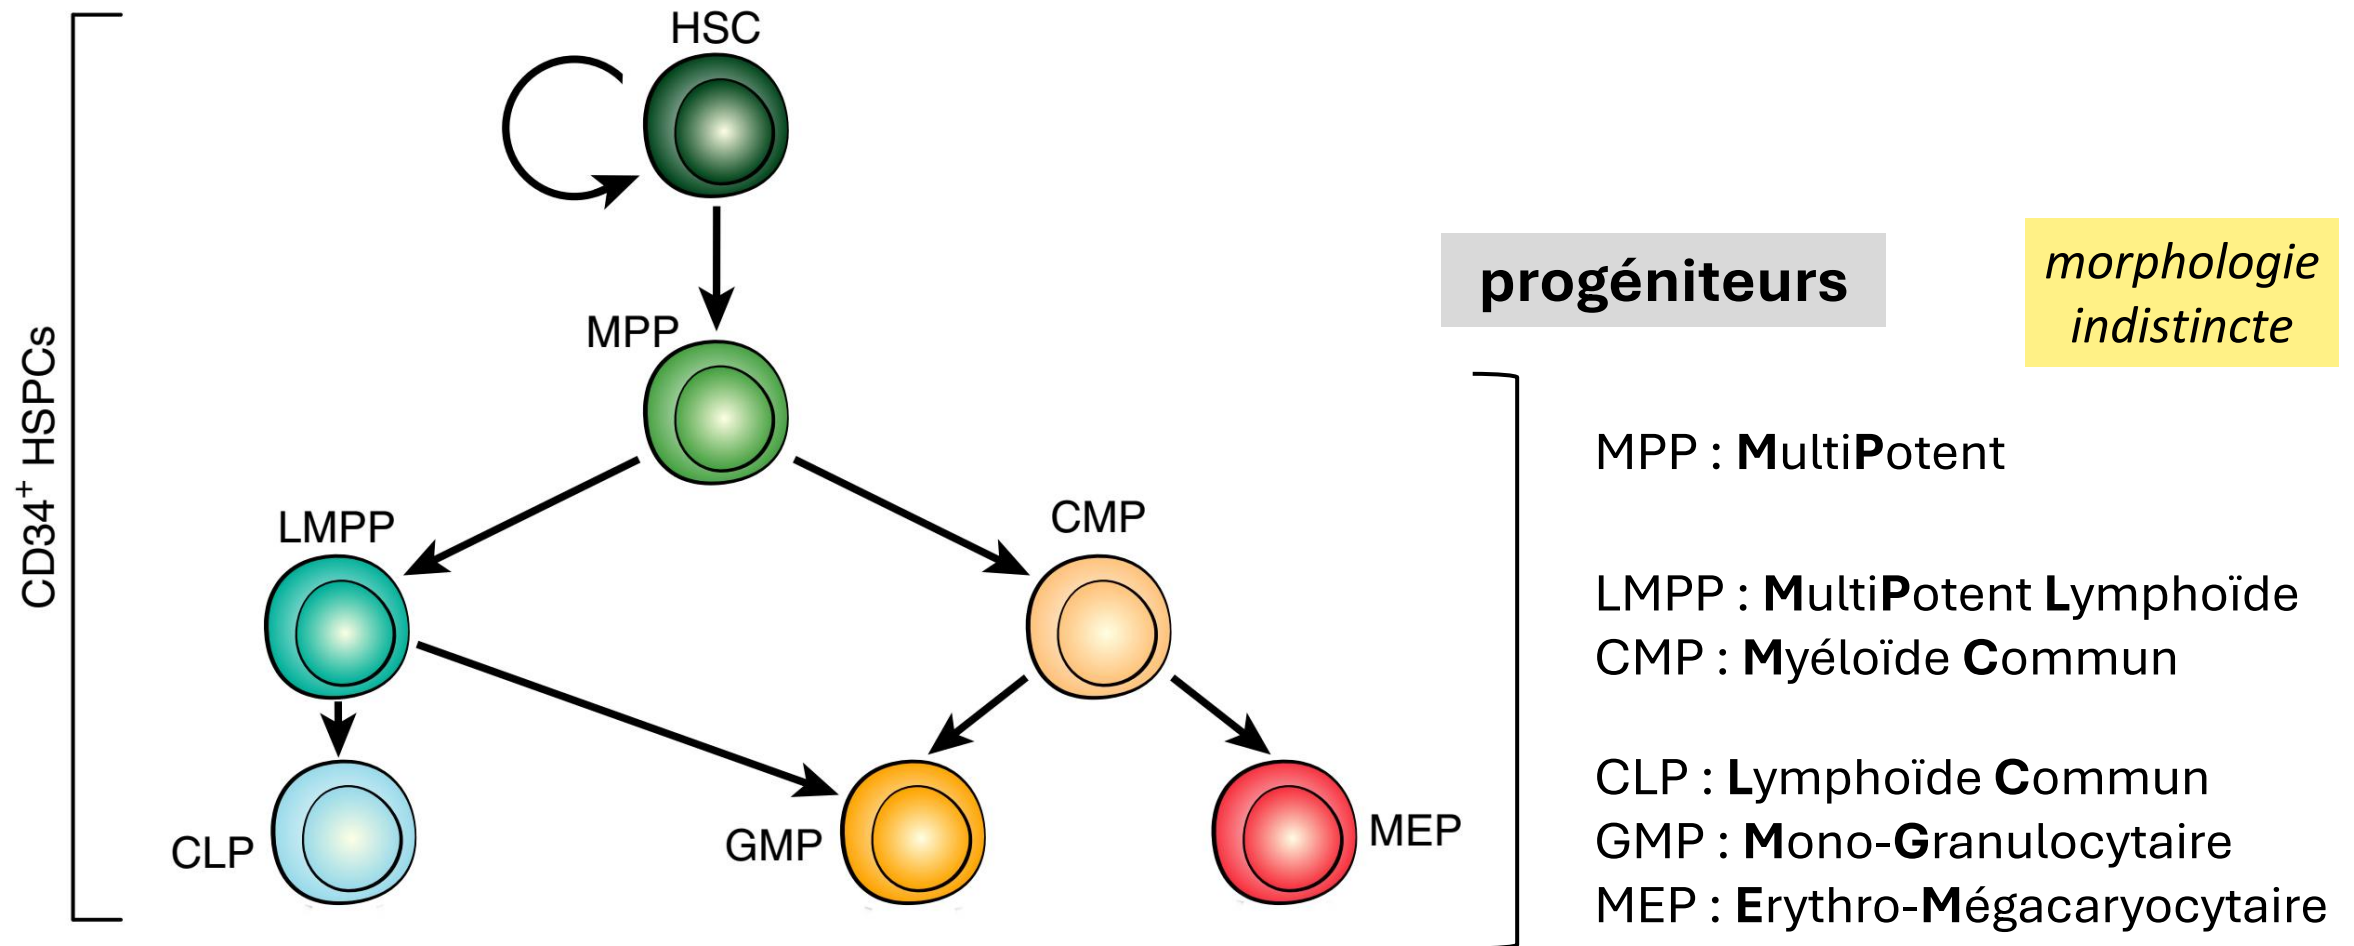 HSC
MPP
LMPP
CMP
CLP
GMP
MEP
CD34⁺ HSPCs
progéniteurs
morphologie
indistincte
MPP : MultiPotent
LMPP : MultiPotent Lymphoïde
CMP : Myéloïde Commun
CLP : Lymphoïde Commun
GMP : Mono-Granulocytaire
MEP : Erythro-Mégacaryocytaire